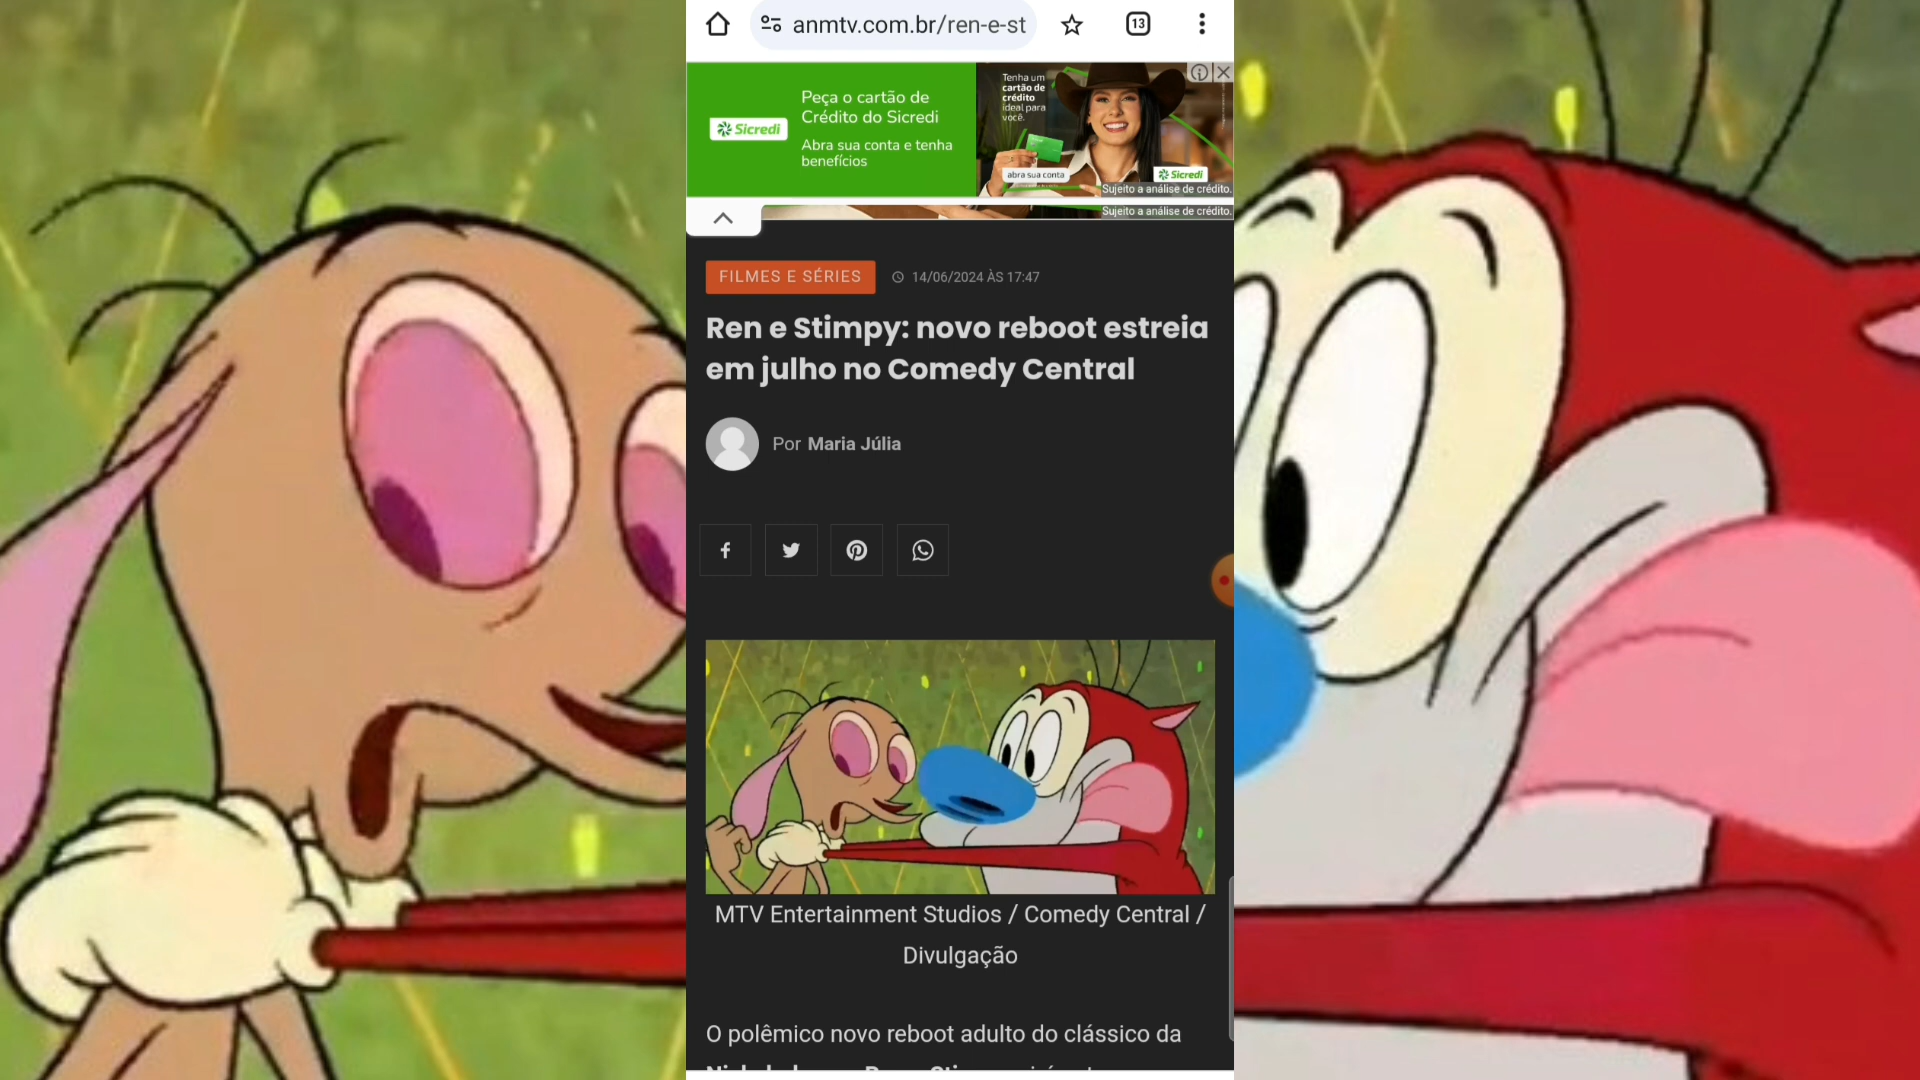 anmtv.com.br/ren-e-st
13
Sicredi
Peça o cartão de
Crédito do Sicredi
Abra sua conta e tenha
benefícios
Tenha um
cartão de
crédito
ideal para
você.
abra sua conta
Sicredi
Sujeito a análise de crédito.
Sujeito a análise de crédito.
FILMES E SÉRIES
14/06/2024 ÀS 17:47
Ren e Stimpy: novo reboot estreia
em julho no Comedy Central
Por Maria Júlia
MTV Entertainment Studios / Comedy Central /
Divulgação
O polêmico novo reboot adulto do clássico da